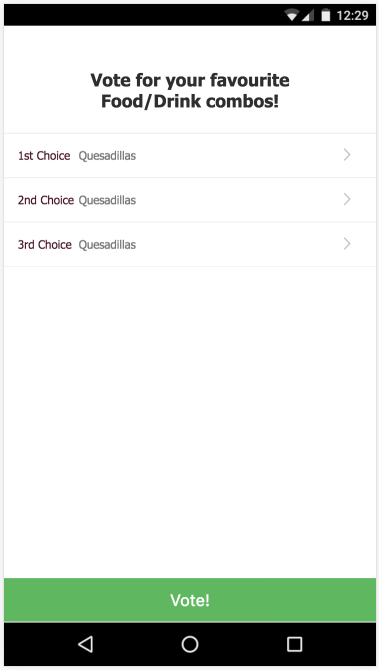 12:29
Vote for your favourite
Food/Drink combos!
1st Choice Quesadillas
2nd Choice Quesadillas
3rd Choice Quesadillas
Vote!